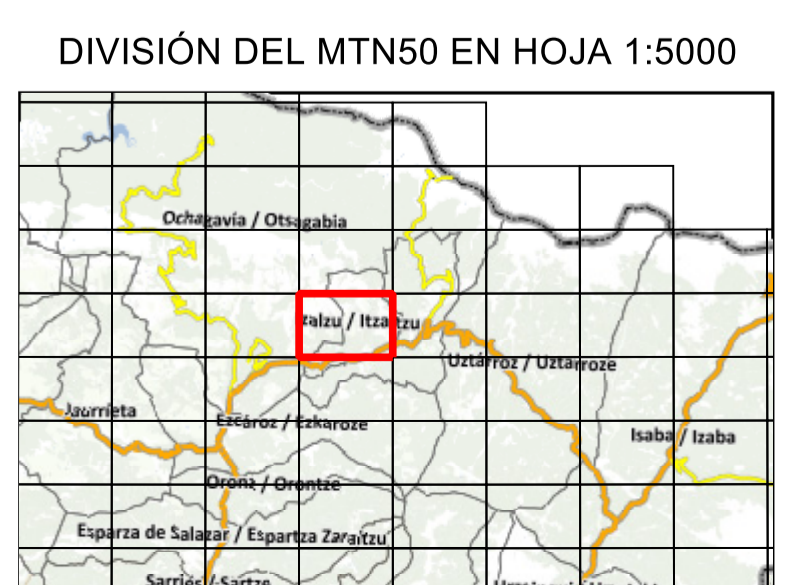 DIVISIÓN DEL MTN50 EN HOJA 1:5000
Ochagavía / Otsagabia
zalzu / Itzaltzu
Uztárroz / Uztarroze
Jaurrieta
Ezcároz / Ezkaroze
Isaba / Izaba
Oronz / Orontze
Esparza de Salazar / Espartza Zaraitzu
Sarriés / Sartze